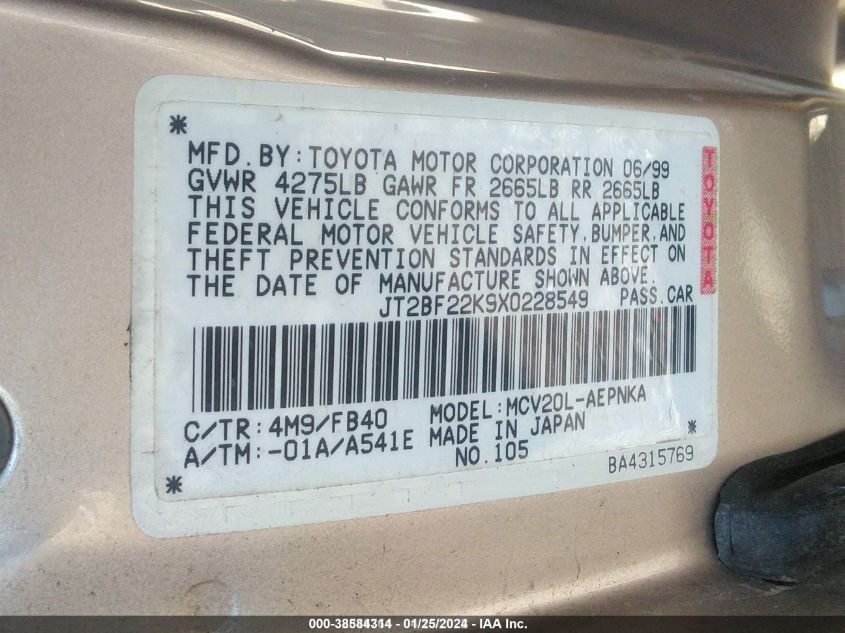 MFD. BY: TOYOTA MOTOR CORPORATION 06/99
GVWR 4275LB GAWR FR 2665LB RR 2665LB
THIS VEHICLE CONFORMS TO ALL APPLICABLE
FEDERAL MOTOR VEHICLE SAFETY, BUMPER, AND
THEFT PREVENTION STANDARDS IN EFFECT ON
THE DATE OF MANUFACTURE SHOWN ABOVE.
JT2BF22K9X0228549 PASS. CAR
TOYOTA
C/TR: 4M9/FB40 MODEL: MCV20L-AEPNKA
A/TM: -01A/A541E MADE IN JAPAN
NO. 105
BA4315769
000-38584314 - 01/25/2024 - IAA Inc.